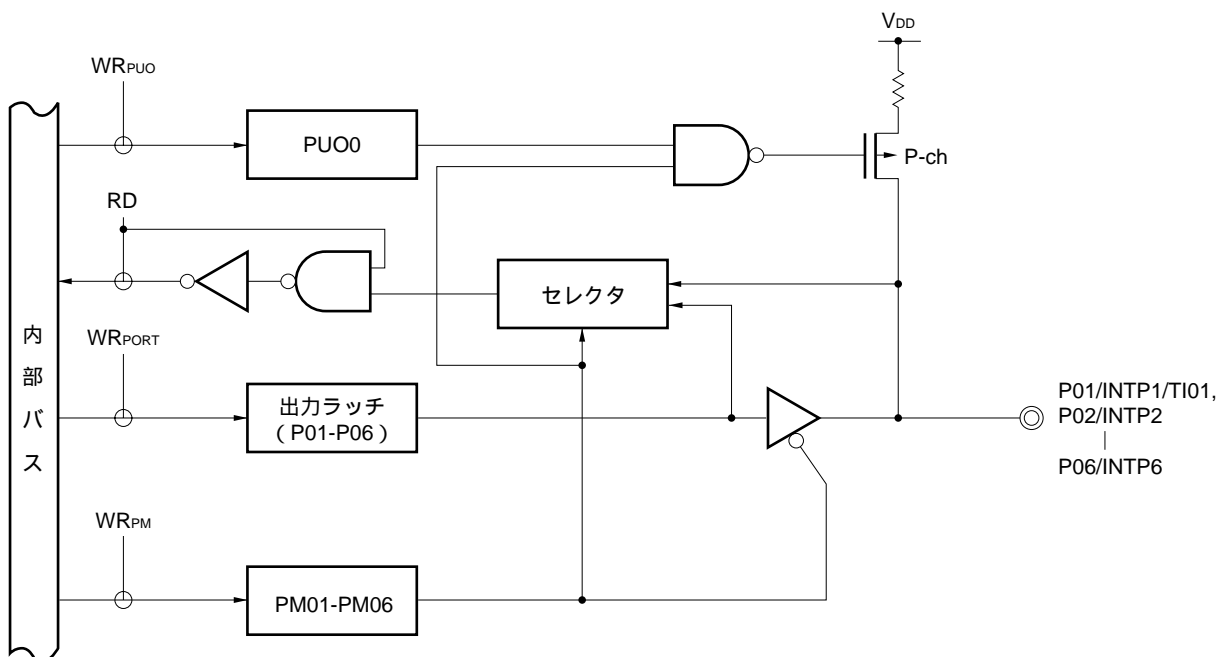 VDD
WRPUO
PUO0
P-ch
RD
セレクタ
内部バス
WRPORT
出力ラッチ
(P01-P06)
P01/INTP1/TI01,
P02/INTP2
|
P06/INTP6
WRPM
PM01-PM06